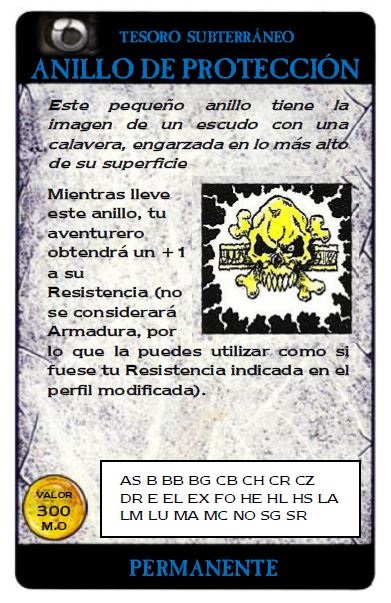 TESORO SUBTERRÁNEO
ANILLO DE PROTECCIÓN
Este pequeño anillo tiene la
imagen de un escudo con una
calavera, engarzada en lo más alto
de su superficie
Mientras lleve
este anillo, tu
aventurero
obtendrá un +1
a su
Resistencia (no
se considerará
Armadura, por
lo que la puedes utilizar como si
fuese tu Resistencia indicada en el
perfil modificada).
VALOR
300
M.O
AS B BB BG CB CH CR CZ
DR E EL EX FO HE HL HS LA
LM LU MA MC NO SG SR
PERMANENTE